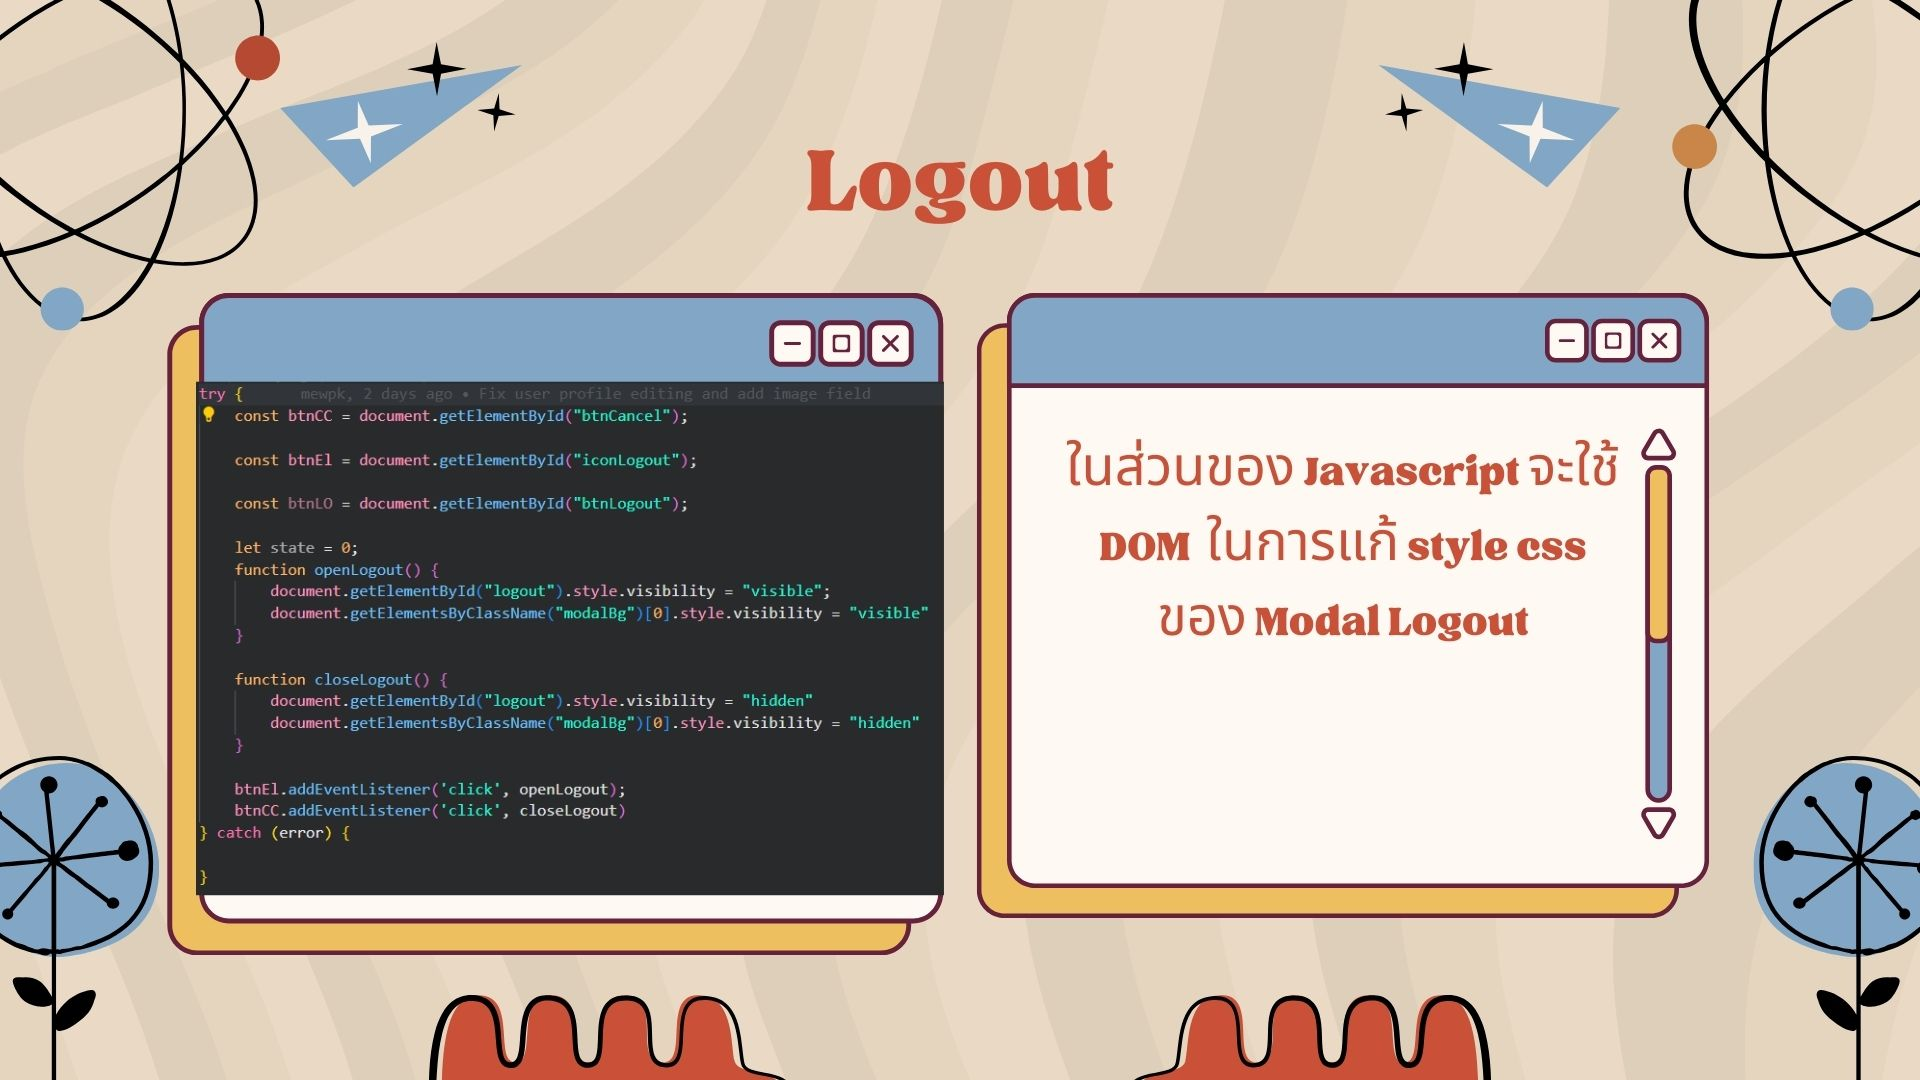 Logout
try {        mewpk, 2 days ago • Fix user profile editing and add image field
    const btnCC = document.getElementById("btnCancel");
    const btnEl = document.getElementById("iconLogout");
    const btnLO = document.getElementById("btnLogout");
    let state = 0;
    function openLogout() {
        document.getElementById("logout").style.visibility = "visible";
        document.getElementsByClassName("modalBg")[0].style.visibility = "visible"
    }
    function closeLogout() {
        document.getElementById("logout").style.visibility = "hidden"
        document.getElementsByClassName("modalBg")[0].style.visibility = "hidden"
    }
    btnEl.addEventListener('click', openLogout);
    btnCC.addEventListener('click', closeLogout)
} catch (error) {
}
ในส่วนของ Javascript จะใช้
DOM ในการแก้ style css
ของ Modal Logout